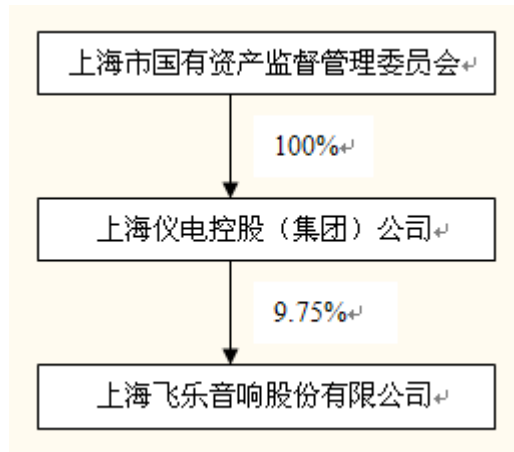 上海市国有资产监督管理委员会
100%
上海仪电控股（集团）公司
9.75%
上海飞乐音响股份有限公司